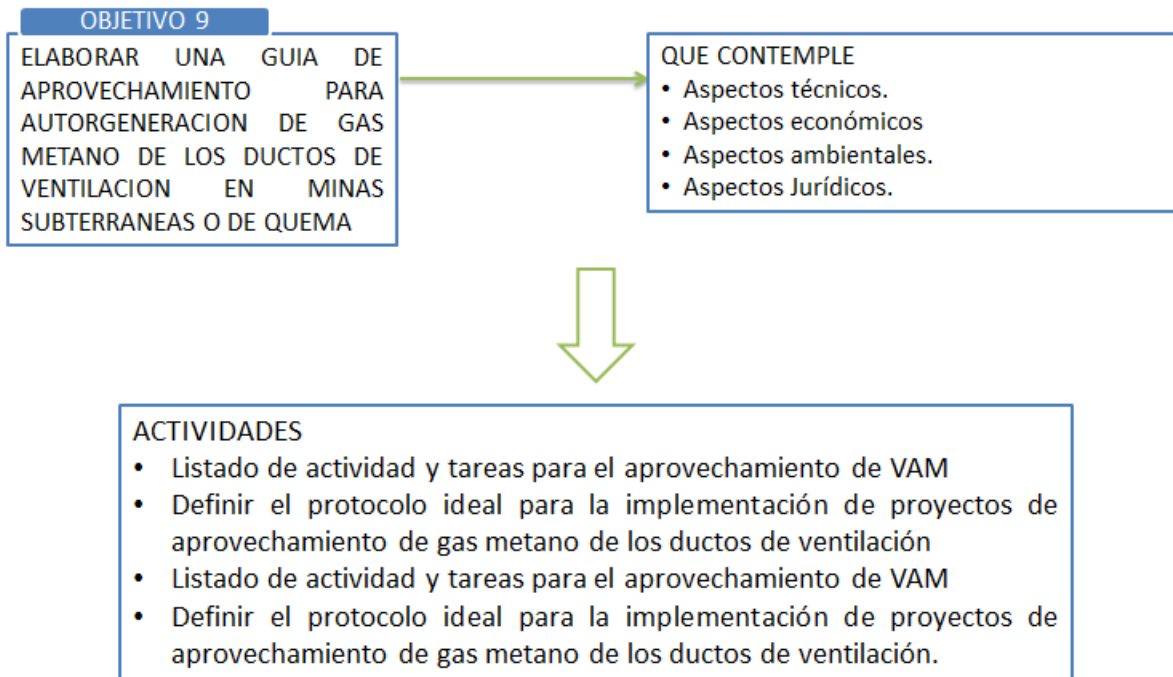 OBJETIVO 9
ELABORAR UNA GUIA DE
APROVECHAMIENTO PARA
AUTORGENERACION DE GAS
METANO DE LOS DUCTOS DE
VENTILACION EN MINAS
SUBTERRANEAS O DE QUEMA
QUE CONTEMPLE
• Aspectos técnicos.
• Aspectos económicos
• Aspectos ambientales.
• Aspectos Jurídicos.
ACTIVIDADES
• Listado de actividad y tareas para el aprovechamiento de VAM
• Definir el protocolo ideal para la implementación de proyectos de
aprovechamiento de gas metano de los ductos de ventilación
• Listado de actividad y tareas para el aprovechamiento de VAM
• Definir el protocolo ideal para la implementación de proyectos de
aprovechamiento de gas metano de los ductos de ventilación.